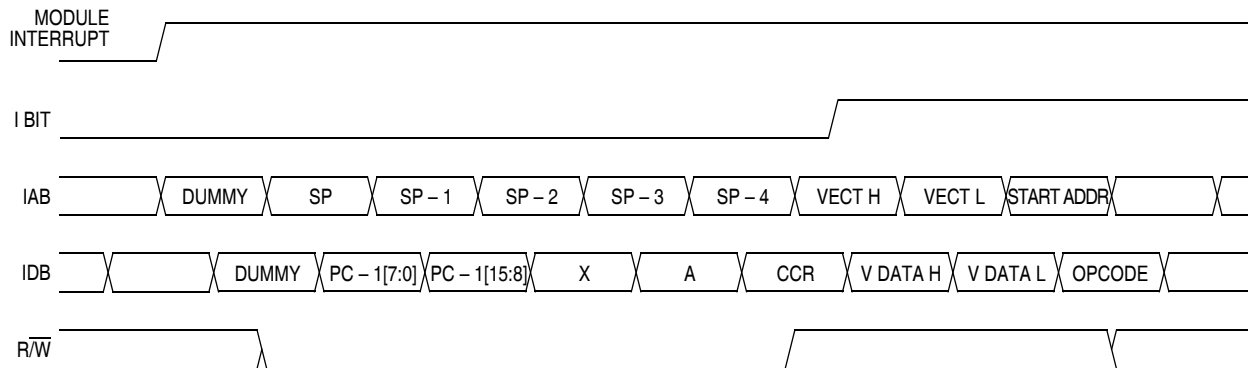 MODULE
INTERRUPT
I BIT
IAB DUMMY SP SP – 1 SP – 2 SP – 3 SP – 4 VECT H VECT L START ADDR
IDB DUMMY PC – 1[7:0] PC – 1[15:8] X A CCR V DATA H V DATA L OPCODE
R/W̅